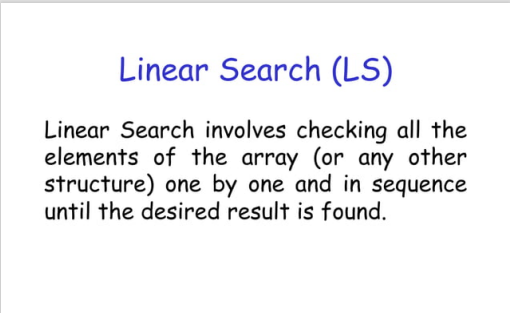 Linear Search (LS)
Linear Search involves checking all the
elements of the array (or any other
structure) one by one and in sequence
until the desired result is found.